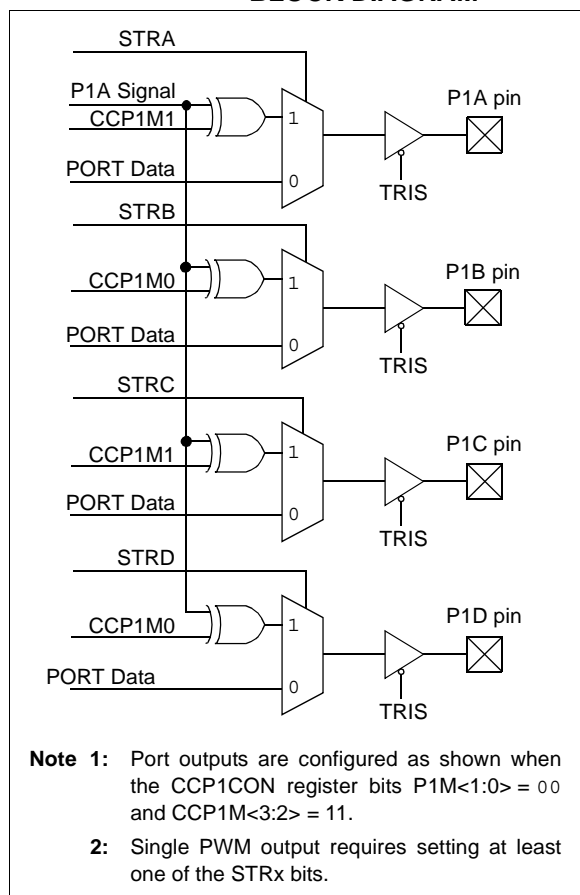 BLOCK DIAGRAM
STRA
P1A Signal
CCP1M1
1
P1A pin
PORT Data
0
TRIS
STRB
CCP1M0
1
P1B pin
PORT Data
0
TRIS
STRC
CCP1M1
1
P1C pin
PORT Data
0
TRIS
STRD
CCP1M0
1
P1D pin
PORT Data
0
TRIS
Note 1: Port outputs are configured as shown when
the CCP1CON register bits P1M<1:0> = 00
and CCP1M<3:2> = 11.
2: Single PWM output requires setting at least
one of the STRx bits.